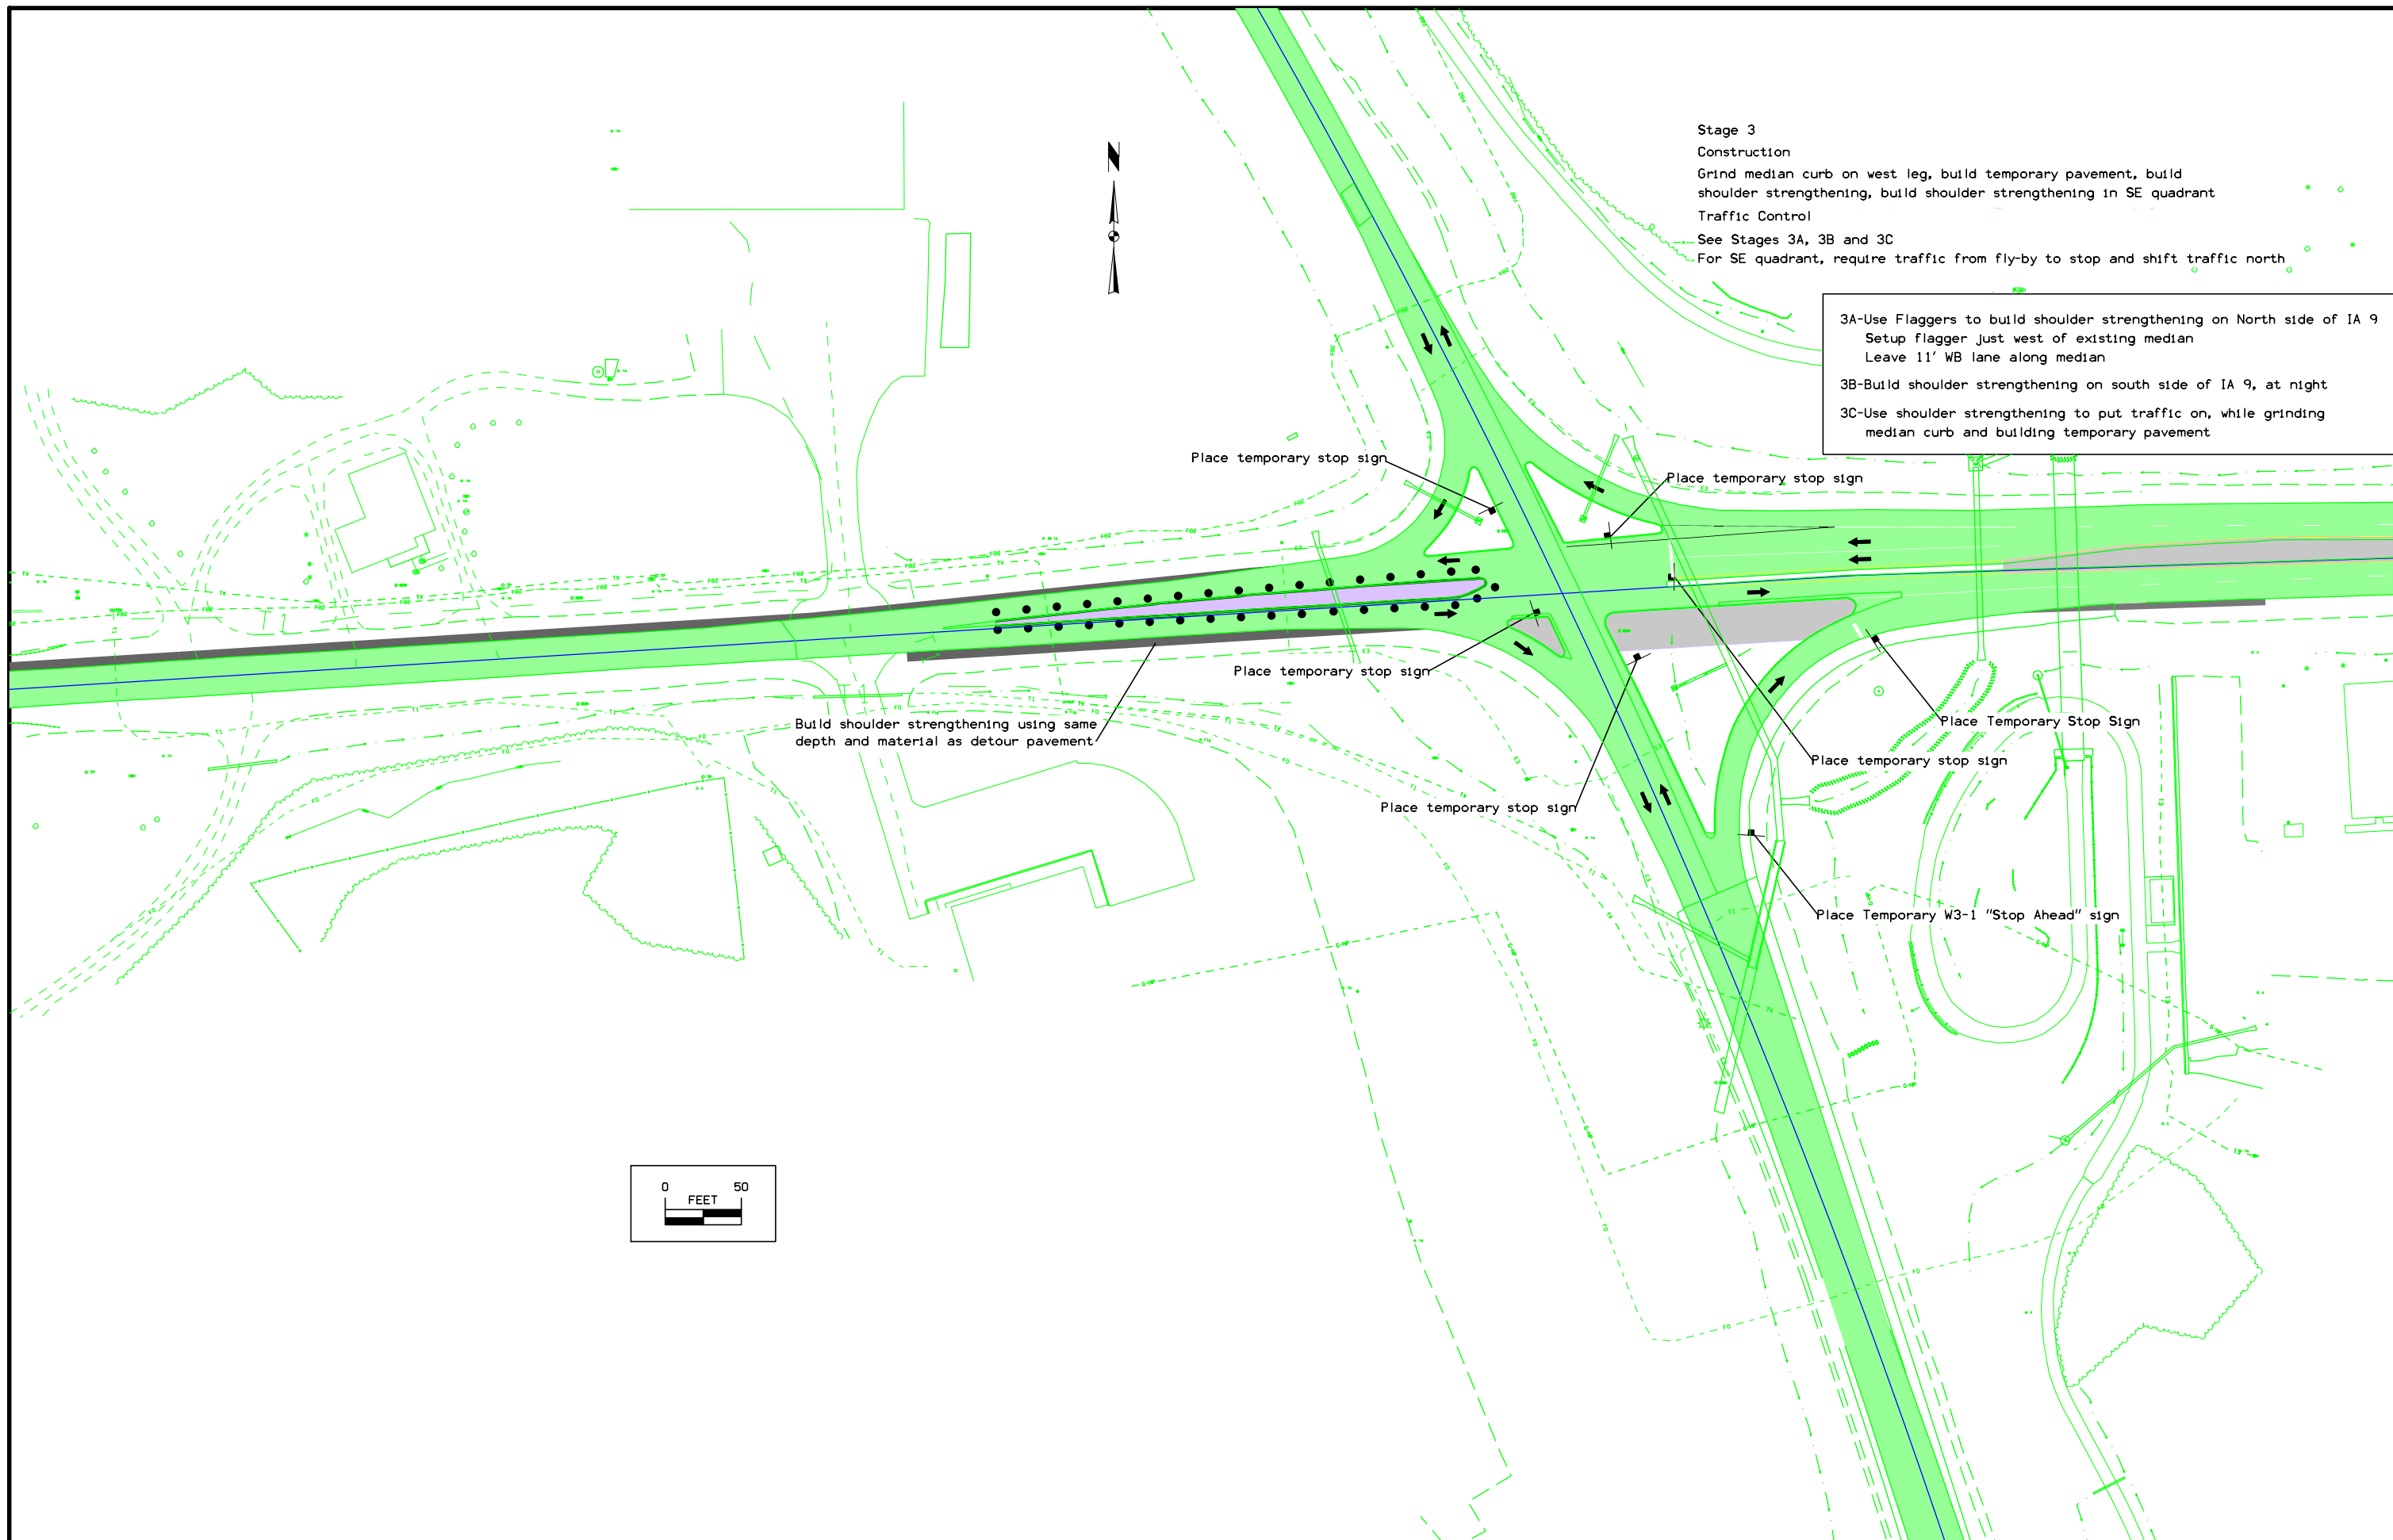 Stage 3
Construction
Grind median curb on west leg, build temporary pavement, build
shoulder strengthening, build shoulder strengthening in SE quadrant
Traffic Control
See Stages 3A, 3B and 3C
For SE quadrant, require traffic from fly-by to stop and shift traffic north
3A-Use Flaggers to build shoulder strengthening on North side of IA 9
Setup flagger just west of existing median
Leave 11' WB lane along median
3B-Build shoulder strengthening on south side of IA 9, at night
3C-Use shoulder strengthening to put traffic on, while grinding
median curb and building temporary pavement
N
Place temporary stop sign
Place temporary stop sign
Place temporary stop sign
Build shoulder strengthening using same
depth and material as detour pavement
Place Temporary Stop Sign
Place temporary stop sign
Place temporary stop sign
Place Temporary W3-1 "Stop Ahead" sign
0 50
FEET